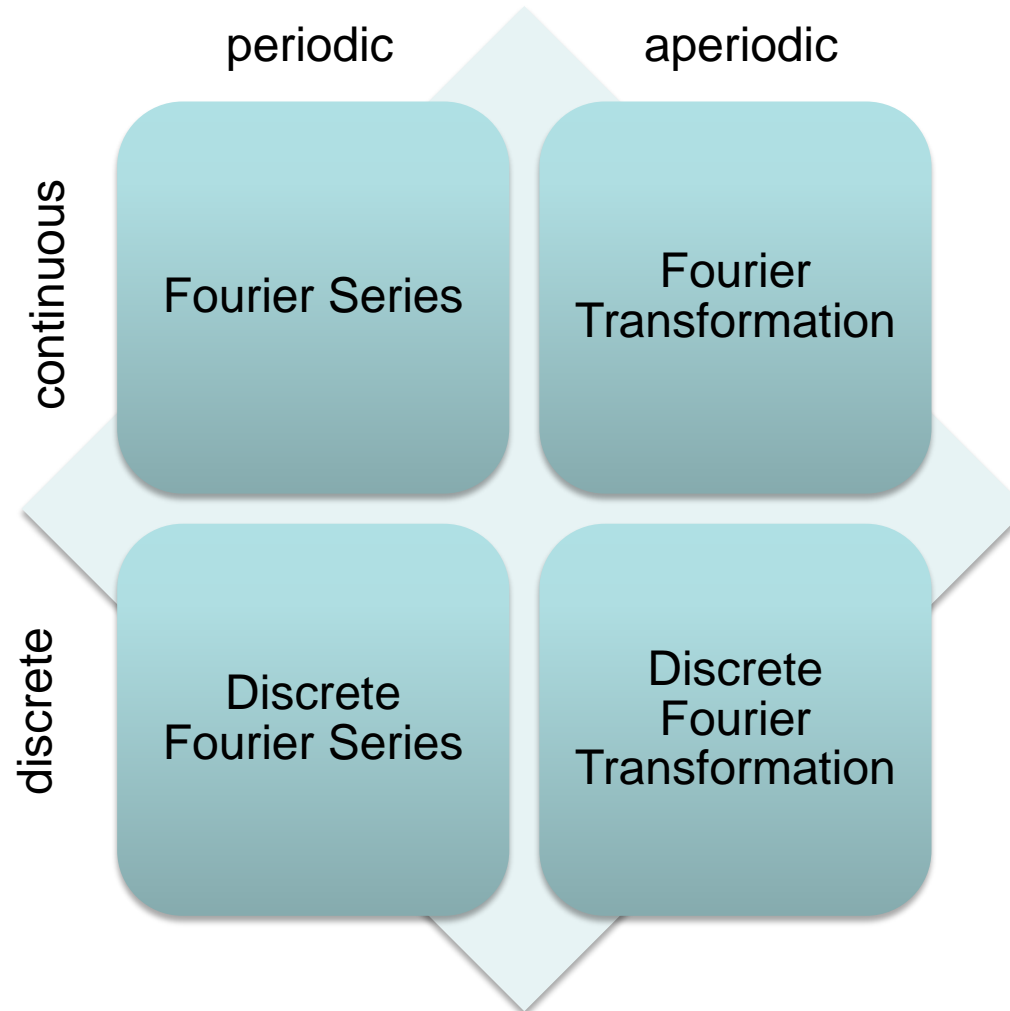 periodic
aperiodic
continuous
Fourier Series
Fourier
Transformation
discrete
Discrete
Fourier Series
Discrete
Fourier
Transformation